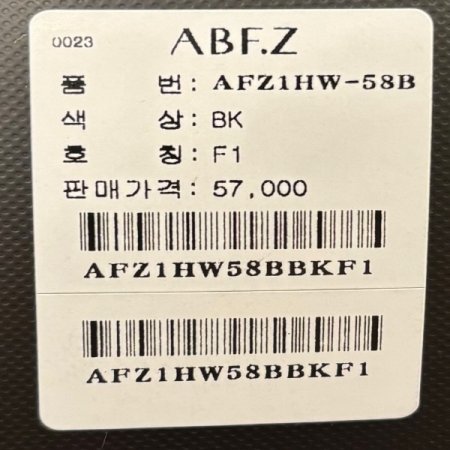 0023 ABF.Z
품 번 : AFZ1HW-58B
색 상 : BK
호 칭 : F1
판매가격 : 57,000
AFZ1HW58BBKF1
AFZ1HW58BBKF1